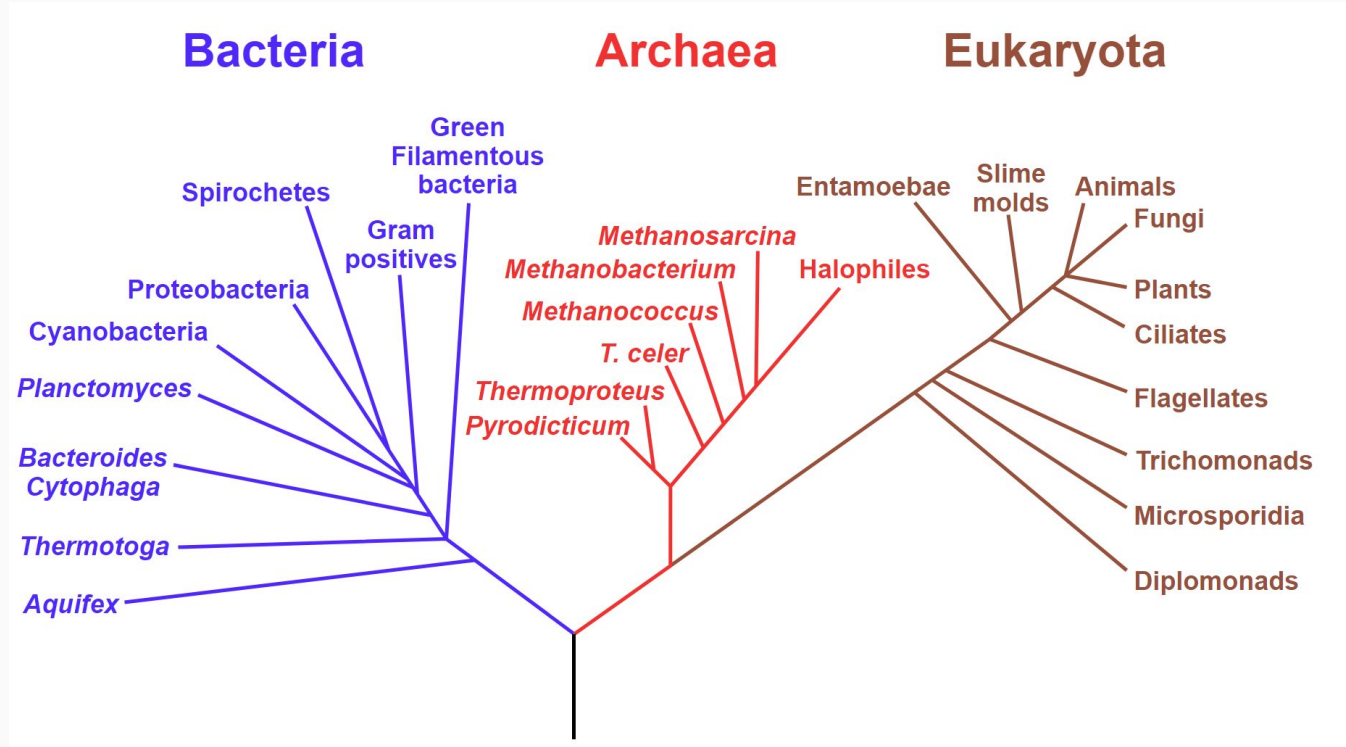 Bacteria
Archaea
Eukaryota
Green
Filamentous
bacteria
Spirochetes
Gram
positives
Proteobacteria
Cyanobacteria
Planctomyces
Bacteroides
Cytophaga
Thermotoga
Aquifex
Methanosarcina
Methanobacterium
Halophiles
Methanococcus
T. celer
Thermoproteus
Pyrodicticum
Entamoebae
Slime
molds
Animals
Fungi
Plants
Ciliates
Flagellates
Trichomonads
Microsporidia
Diplomonads